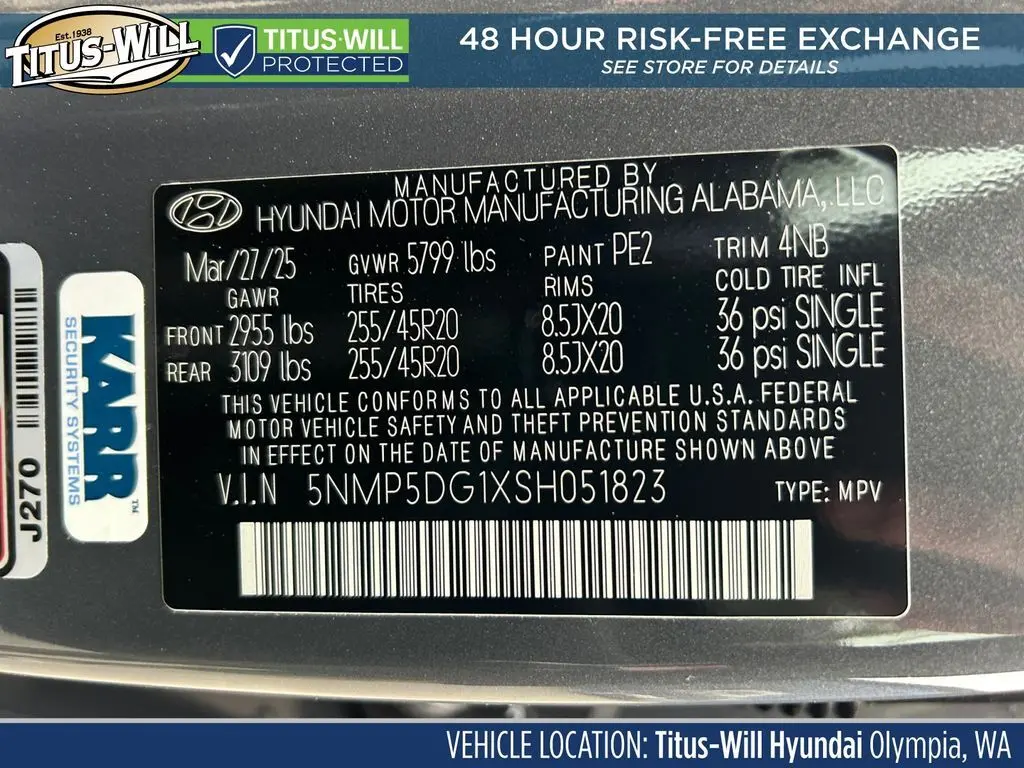 Est. 1938
TITUS-WILL
TITUS-WILL
PROTECTED
48 HOUR RISK-FREE EXCHANGE
SEE STORE FOR DETAILS
MANUFACTURED BY
HYUNDAI MOTOR MANUFACTURING ALABAMA, LLC
Mar/27/25 GVWR 5799 lbs PAINT PE2 TRIM 4NB
GAWR TIRES RIMS COLD TIRE INFL
FRONT 2955 lbs 255/45R20 8.5JX20 36 psi SINGLE
REAR 3109 lbs 255/45R20 8.5JX20 36 psi SINGLE
THIS VEHICLE CONFORMS TO ALL APPLICABLE U.S.A. FEDERAL
MOTOR VEHICLE SAFETY AND THEFT PREVENTION STANDARDS
IN EFFECT ON THE DATE OF MANUFACTURE SHOWN ABOVE
V.I.N 5NMP5DG1XSH051823 TYPE: MPV
KARR
SECURITY SYSTEMS
TM
J270
VEHICLE LOCATION: Titus-Will Hyundai Olympia, WA